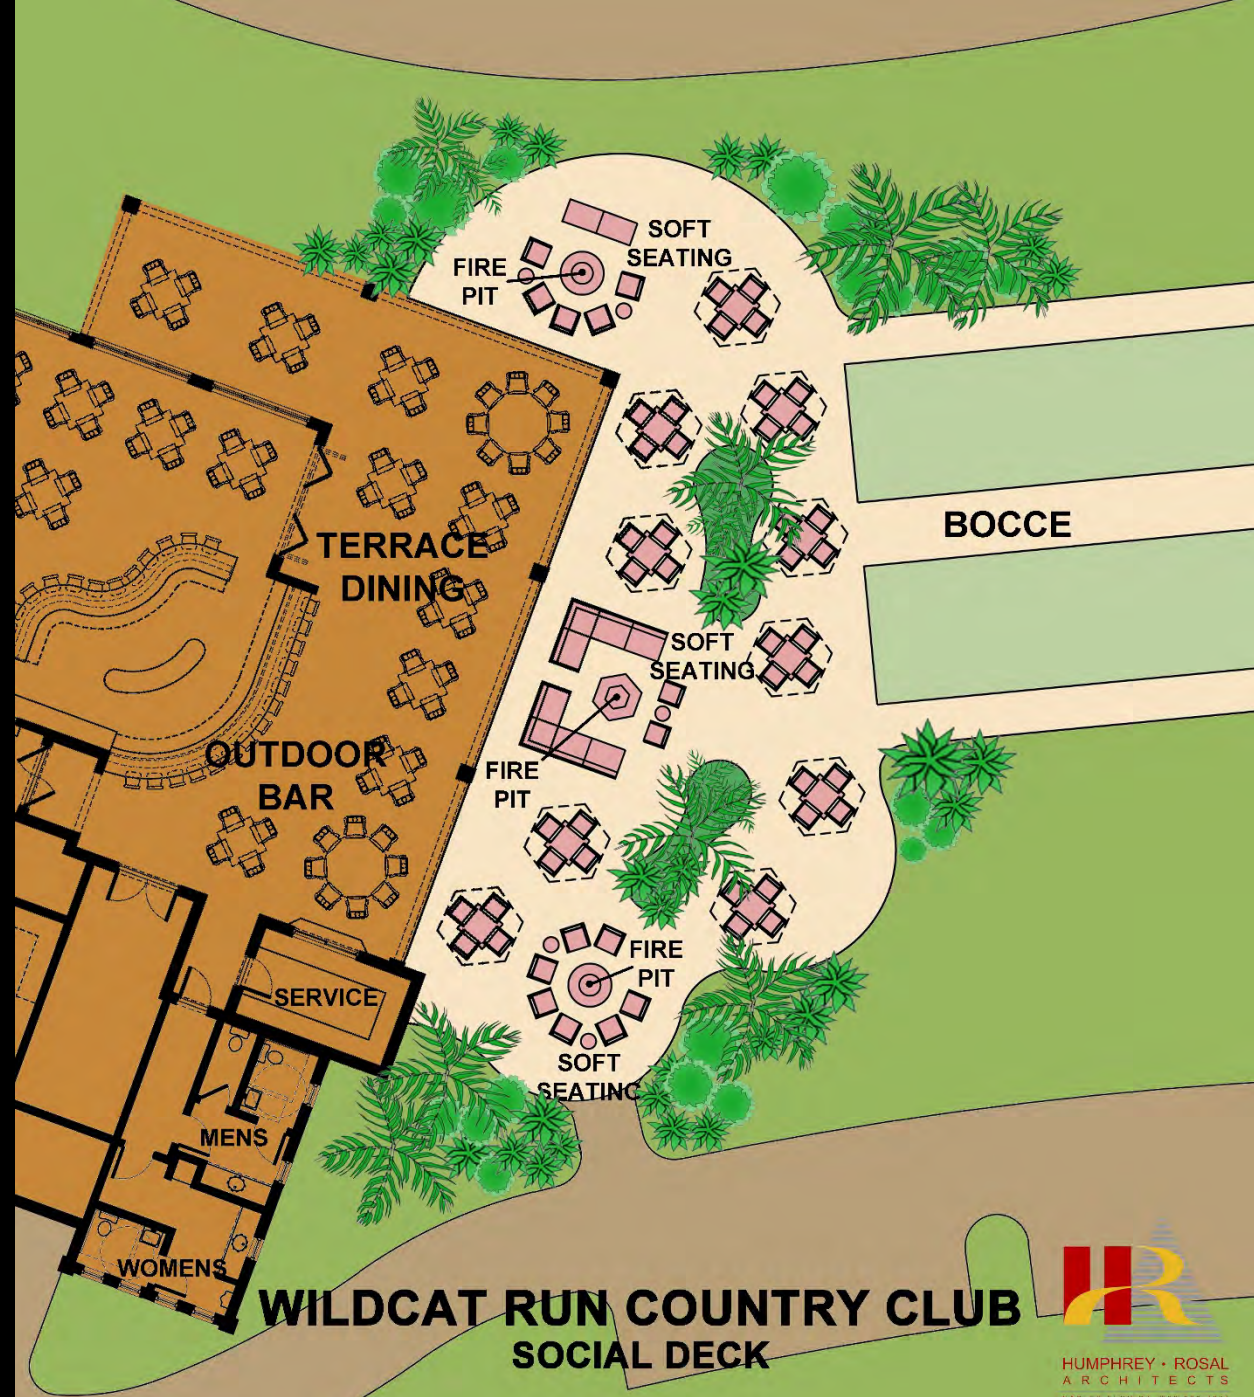 SOFT
SEATING
FIRE
PIT
BOCCE
TERRACE
DINING
SOFT
SEATING
OUTDOOR
BAR
FIRE
PIT
FIRE
PIT
SERVICE
SOFT
SEATING
MENS
WOMENS
WILDCAT RUN COUNTRY CLUB
SOCIAL DECK
HR
HUMPHREY • ROSAL
ARCHITECTS